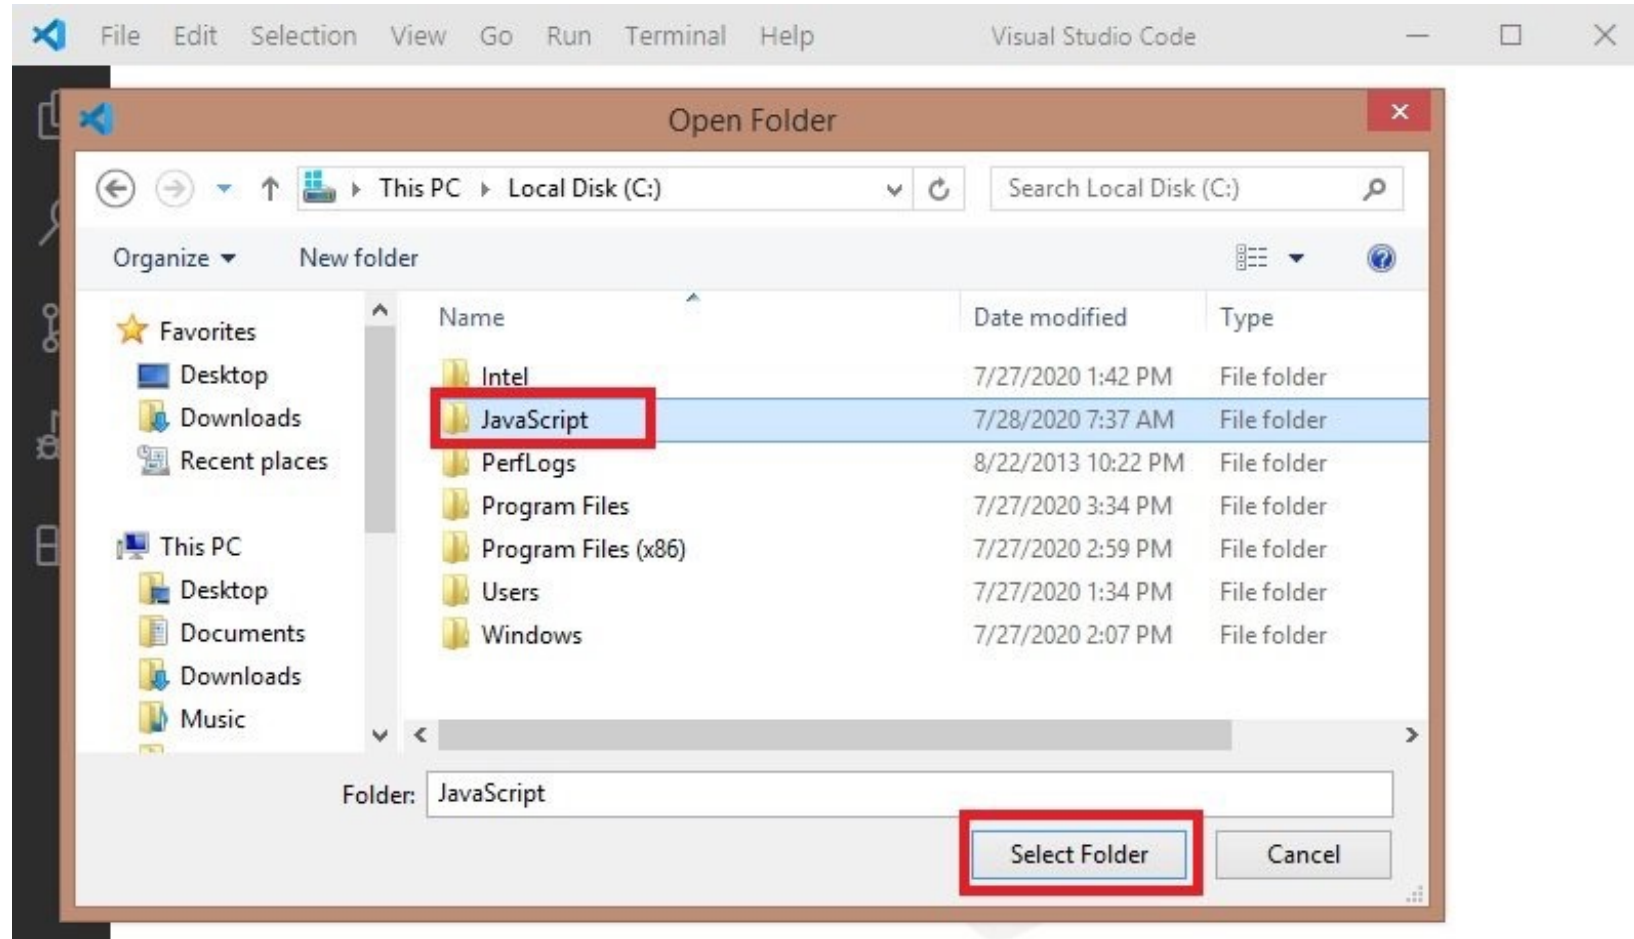 File Edit Selection View Go Run Terminal Help Visual Studio Code
Open Folder
This PC Local Disk (C:) Search Local Disk (C:)
Organize New folder
Name Date modified Type
Favorites
Desktop
Downloads
Recent places
This PC
Desktop
Documents
Downloads
Music
Intel 7/27/2020 1:42 PM File folder
JavaScript 7/28/2020 7:37 AM File folder
PerfLogs 8/22/2013 10:22 PM File folder
Program Files 7/27/2020 3:34 PM File folder
Program Files (x86) 7/27/2020 2:59 PM File folder
Users 7/27/2020 1:34 PM File folder
Windows 7/27/2020 2:07 PM File folder
Folder: JavaScript
Select Folder Cancel